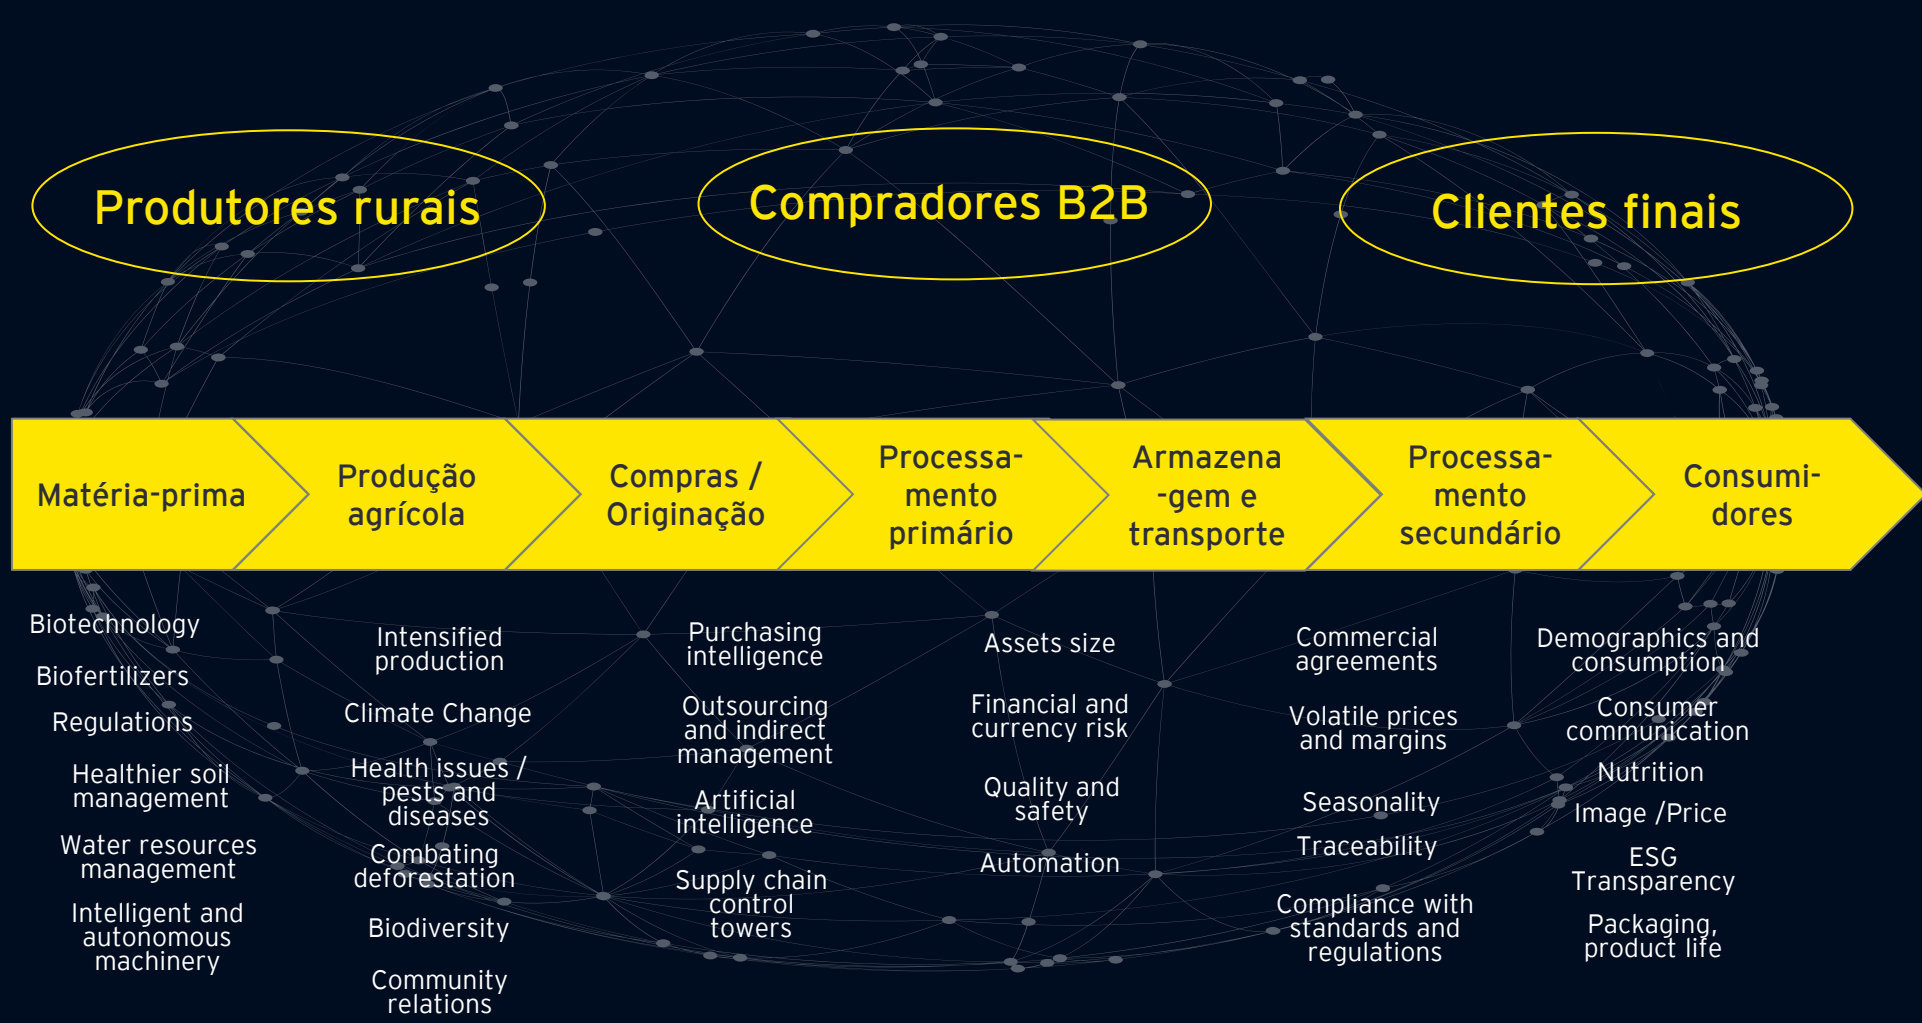 Produtores rurais
Compradores B2B
Clientes finais
Matéria-prima
Produção
agrícola
Compras /
Originação
Processa-
mento
primário
Armazena
-gem e
transporte
Processa-
mento
secundário
Consumi-
dores
Biotechnology
Biofertilizers
Regulations
Healthier soil
management
Water resources
management
Intelligent and
autonomous
machinery
Intensified
production
Climate Change
Health issues /
pests and
diseases
Combating
deforestation
Biodiversity
Community
relations
Purchasing
intelligence
Outsourcing
and indirect
management
Artificial
intelligence
Supply chain
control
towers
Assets size
Financial and
currency risk
Quality and
safety
Automation
Commercial
agreements
Volatile prices
and margins
Seasonality
Traceability
Compliance with
standards and
regulations
Demographics and
consumption
Consumer
communication
Nutrition
Image /Price
ESG
Transparency
Packaging,
product life